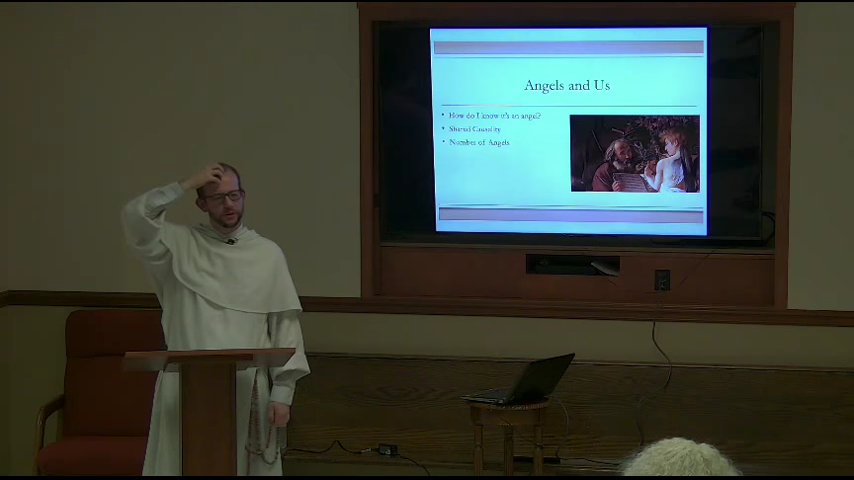 Angels and Us
• How do I know it's an angel?
• Shared Causality
• Number of Angels